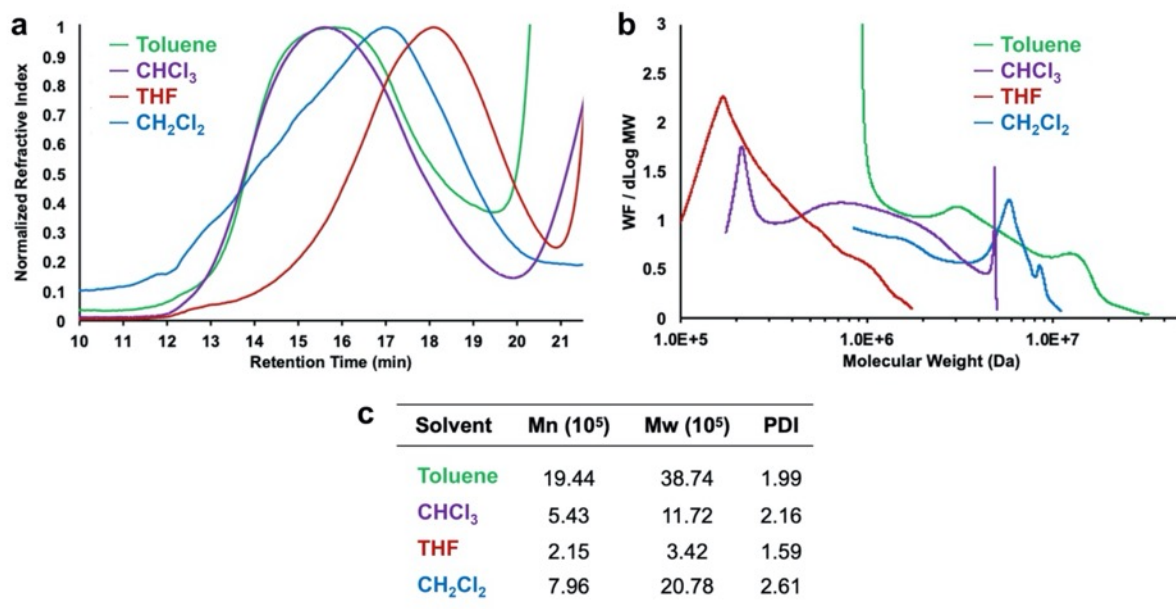 a
Toluene
CHCl₃
THF
CH₂Cl₂
Normalized Refractive Index
1
0.9
0.8
0.7
0.6
0.5
0.4
0.3
0.2
0.1
0
10 11 12 13 14 15 16 17 18 19 20 21
Retention Time (min)
b
Toluene
CHCl₃
THF
CH₂Cl₂
WF / dLog MW
3
2.5
2
1.5
1
0.5
0
1.0E+5 1.0E+6 1.0E+7
Molecular Weight (Da)
c
Solvent Mn (10⁵) Mw (10⁵) PDI
Toluene 19.44 38.74 1.99
CHCl₃ 5.43 11.72 2.16
THF 2.15 3.42 1.59
CH₂Cl₂ 7.96 20.78 2.61